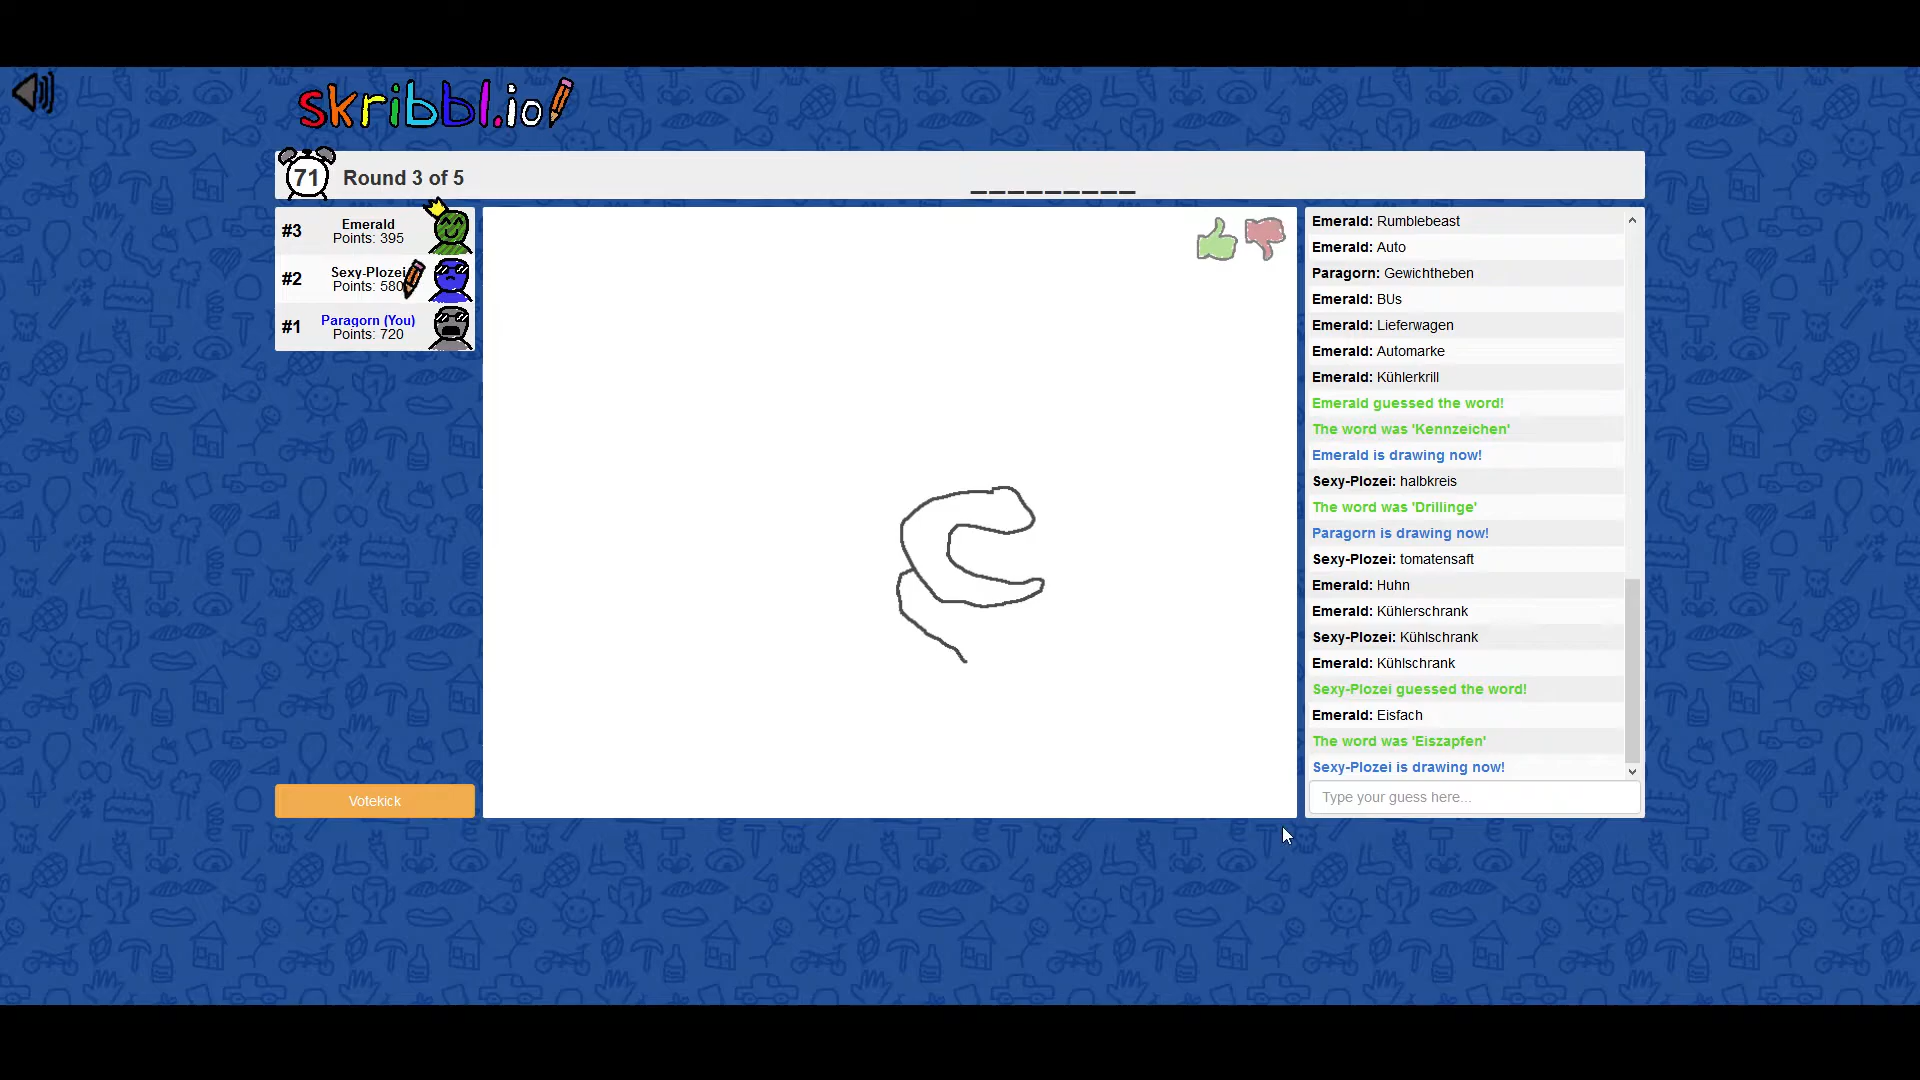 skribbl.io
71
Round 3 of 5
_________
#3
Emerald
Points: 395
#2
Sexy-Plozei
Points: 580
#1
Paragorn (You)
Points: 720
Votekick
Emerald: Rumblebeast
Emerald: Auto
Paragorn: Gewichtheben
Emerald: BUs
Emerald: Lieferwagen
Emerald: Automarke
Emerald: Kühlerkrill
Emerald guessed the word!
The word was 'Kennzeichen'
Emerald is drawing now!
Sexy-Plozei: halbkreis
The word was 'Drillinge'
Paragorn is drawing now!
Sexy-Plozei: tomatensaft
Emerald: Huhn
Emerald: Kühlerschrank
Sexy-Plozei: Kühlschrank
Emerald: Kühlschrank
Sexy-Plozei guessed the word!
Emerald: Eisfach
The word was 'Eiszapfen'
Sexy-Plozei is drawing now!
Type your guess here...